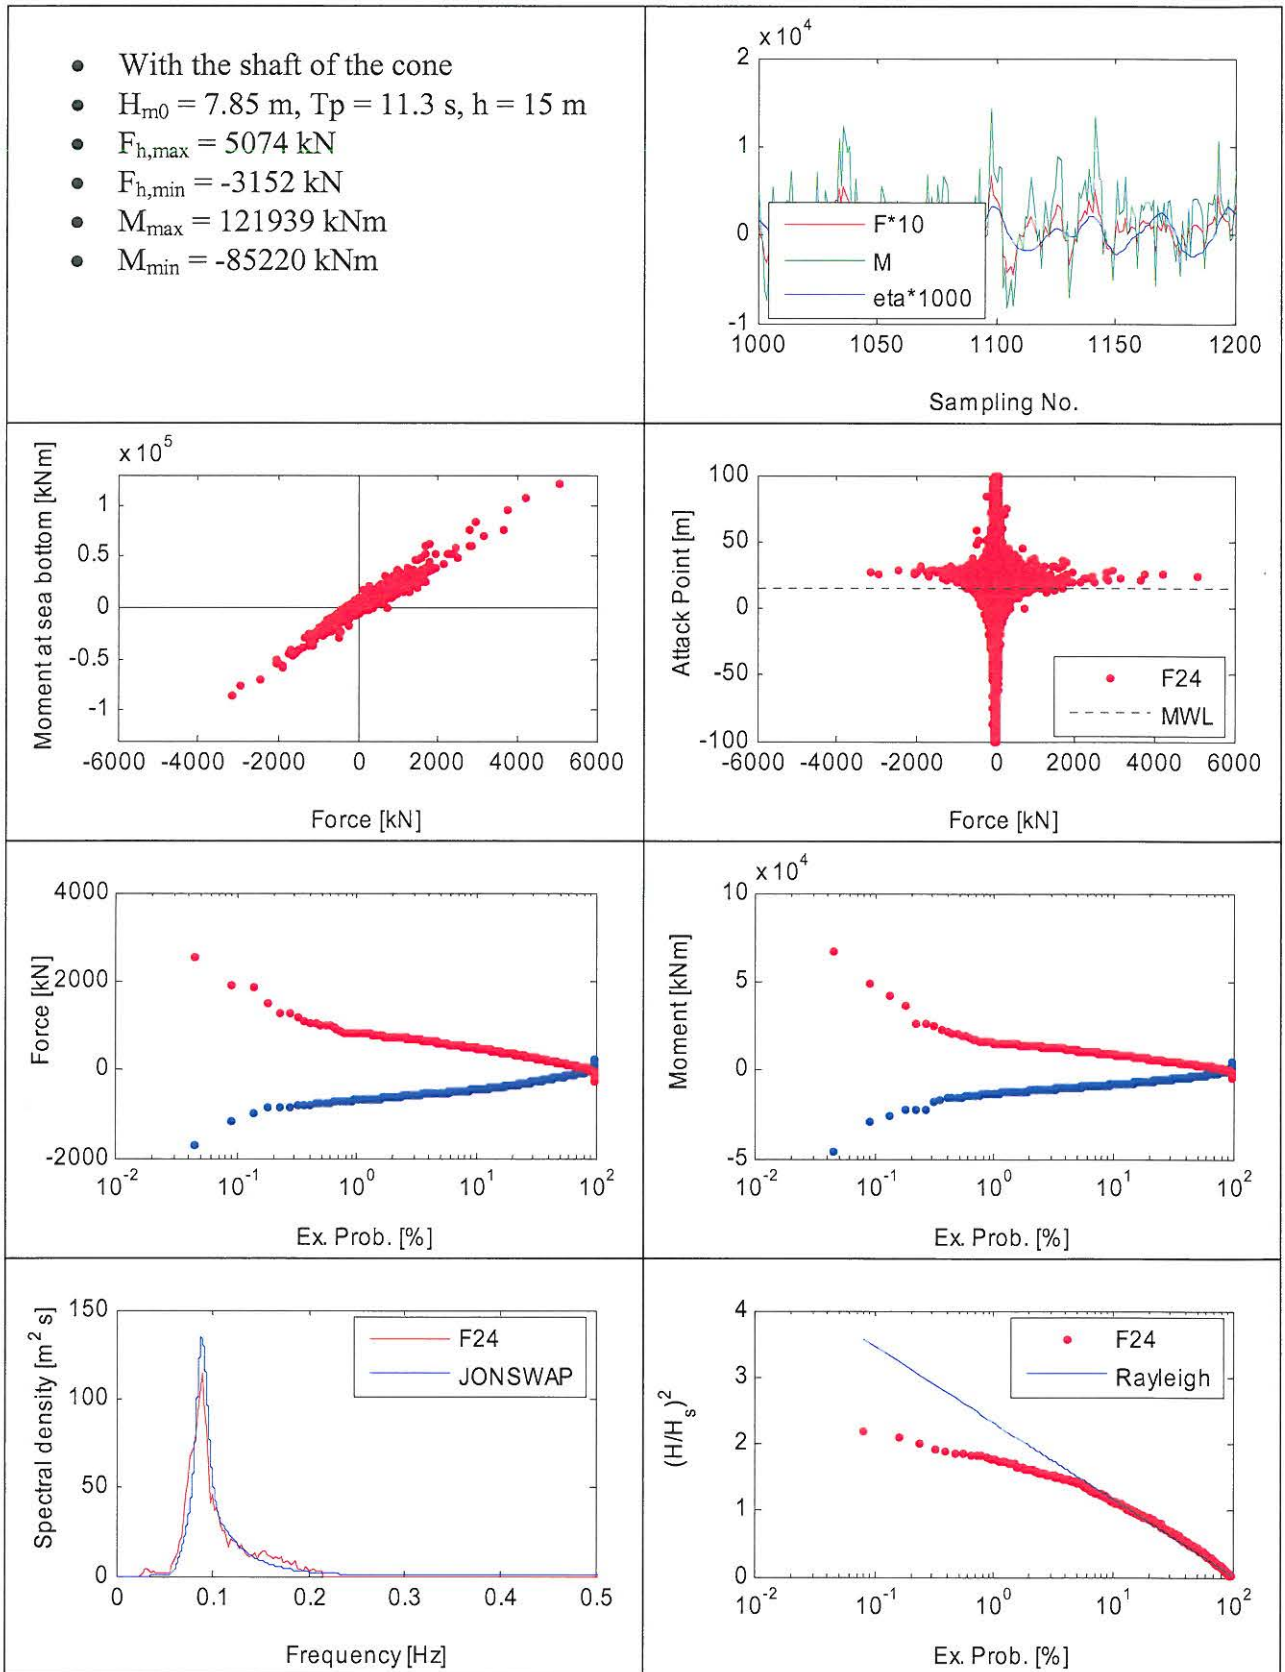 • With the shaft of the cone
• Hm0 = 7.85 m, Tp = 11.3 s, h = 15 m
• Fh,max = 5074 kN
• Fh,min = -3152 kN
• Mmax = 121939 kNm
• Mmin = -85220 kNm
x 10^4
2
1
0
-1
F*10
M
eta*1000
1000 1050 1100 1150 1200
Sampling No.
x 10^5
Moment at sea bottom [kNm]
1
0.5
0
-0.5
-1
-6000 -4000 -2000 0 2000 4000 6000
Force [kN]
Attack Point [m]
100
50
0
-50
-100
F24
MWL
-6000 -4000 -2000 0 2000 4000 6000
Force [kN]
Force [kN]
4000
2000
0
-2000
10^-2 10^-1 10^0 10^1 10^2
Ex. Prob. [%]
x 10^4
Moment [kNm]
10
5
0
-5
10^-2 10^-1 10^0 10^1 10^2
Ex. Prob. [%]
Spectral density [m^2 s]
150
100
50
0
F24
JONSWAP
0 0.1 0.2 0.3 0.4 0.5
Frequency [Hz]
(H/H_s)^2
4
3
2
1
0
F24
Rayleigh
10^-2 10^-1 10^0 10^1 10^2
Ex. Prob. [%]